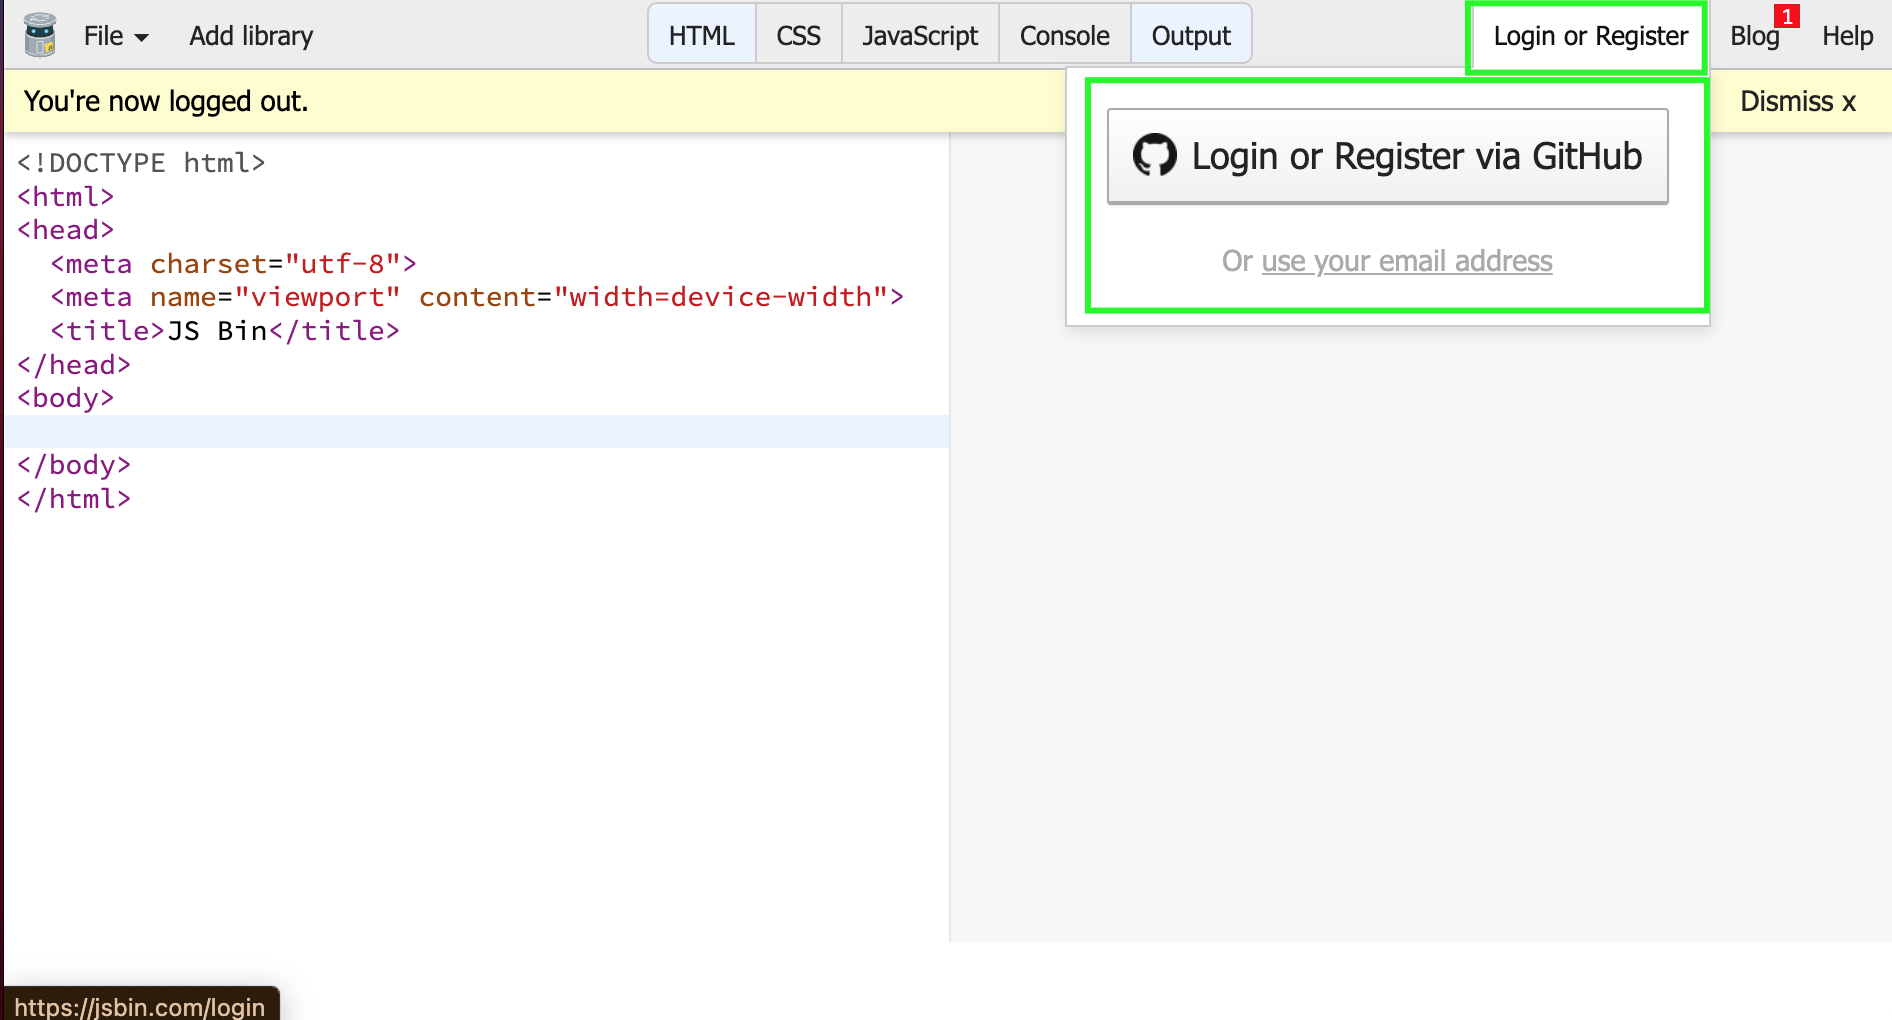 File Add library HTML CSS JavaScript Console Output Login or Register Blog 1 Help
You're now logged out. Dismiss x
Login or Register via GitHub
Or use your email address
<!DOCTYPE html>
<html>
<head>
  <meta charset="utf-8">
  <meta name="viewport" content="width=device-width">
  <title>JS Bin</title>
</head>
<body>
</body>
</html>
https://jsbin.com/login